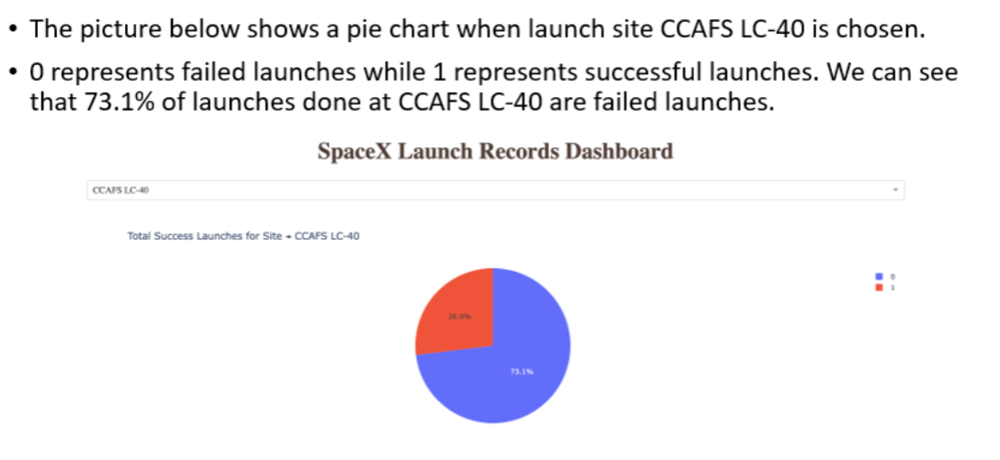 • The picture below shows a pie chart when launch site CCAFS LC-40 is chosen.
• 0 represents failed launches while 1 represents successful launches. We can see
that 73.1% of launches done at CCAFS LC-40 are failed launches.
SpaceX Launch Records Dashboard
CCAFS LC-40
Total Success Launches for Site → CCAFS LC-40
0
1
26.9%
73.1%